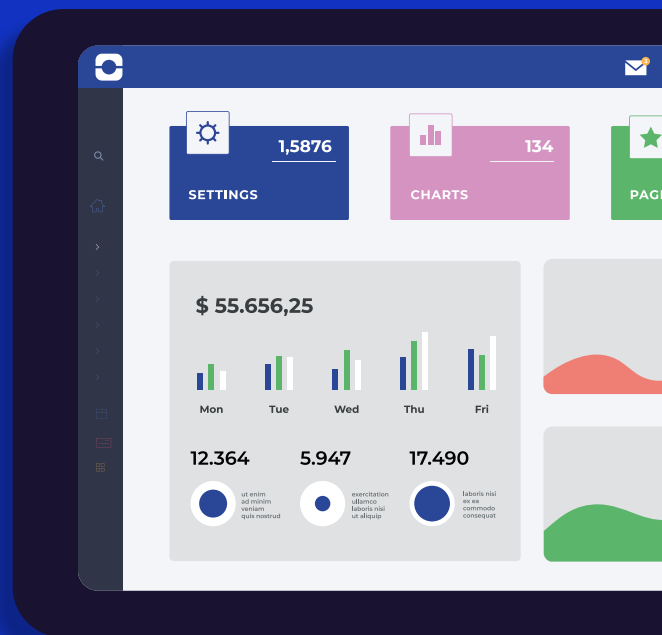 1,5876
SETTINGS
134
CHARTS
$ 55.656,25
Mon Tue Wed Thu Fri
12.364 5.947 17.490
ut enim
ad minim
veniam
quis nostrud
exercitation
ullamco
laboris nisi
ut aliquip
laboris nisi
ex ea
commodo
consequat